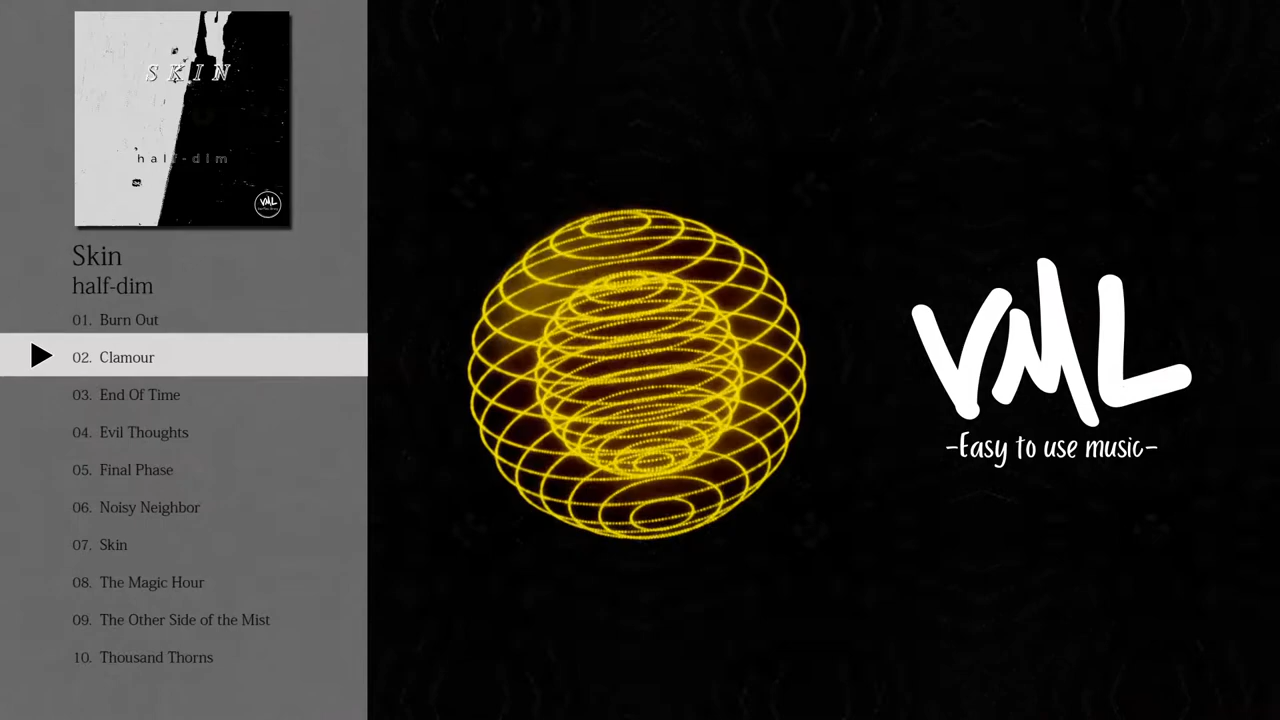 SKIN
half-dim
VML
Skin
half-dim
01. Burn Out
02. Clamour
03. End Of Time
04. Evil Thoughts
05. Final Phase
06. Noisy Neighbor
07. Skin
08. The Magic Hour
09. The Other Side of the Mist
10. Thousand Thorns
VML
-Easy to use music-